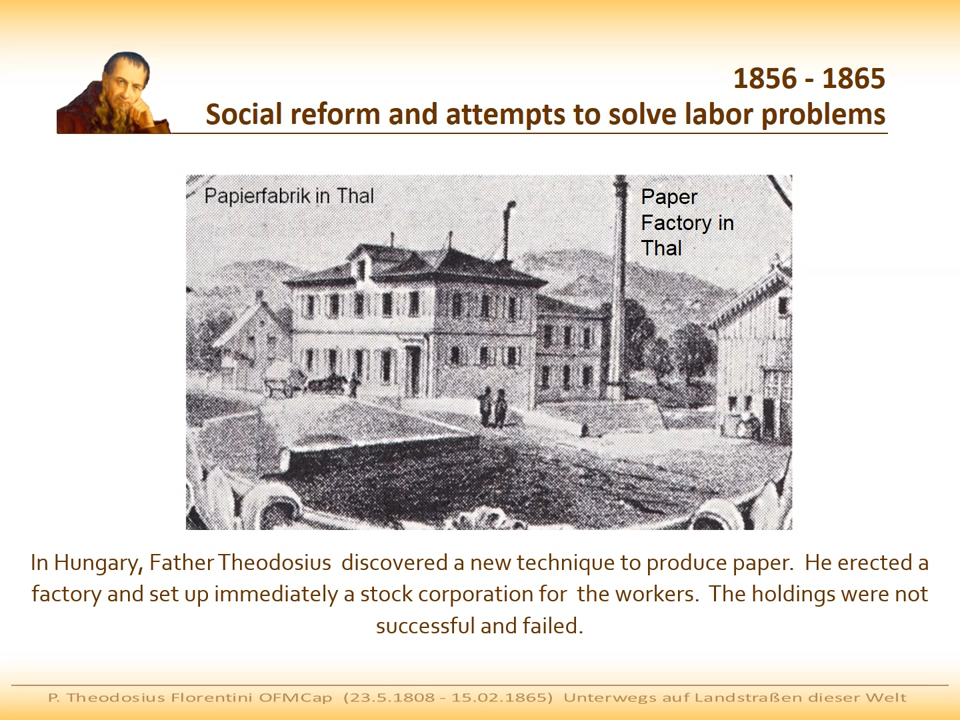 1856 - 1865
Social reform and attempts to solve labor problems
Papierfabrik in Thal
Paper
Factory in
Thal
In Hungary, Father Theodosius discovered a new technique to produce paper. He erected a
factory and set up immediately a stock corporation for the workers. The holdings were not
successful and failed.
P. Theodosius Florentini OFMCap (23.5.1808 - 15.02.1865) Unterwegs auf Landstraßen dieser Welt